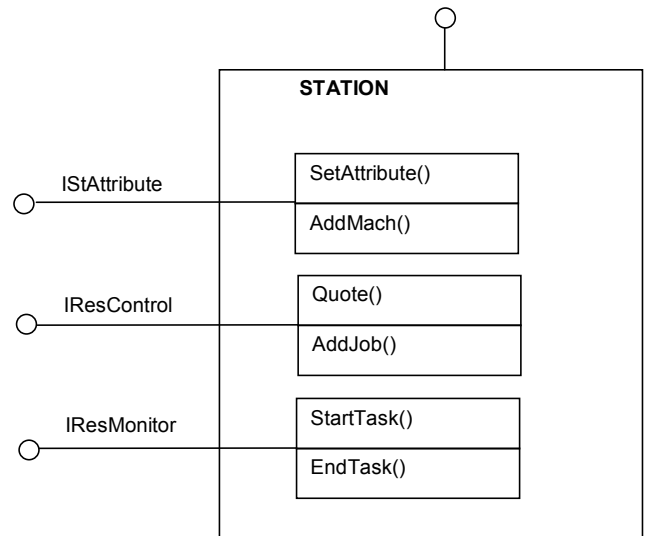 STATION
IStAttribute
SetAttribute()
AddMach()
IResControl
Quote()
AddJob()
IResMonitor
StartTask()
EndTask()